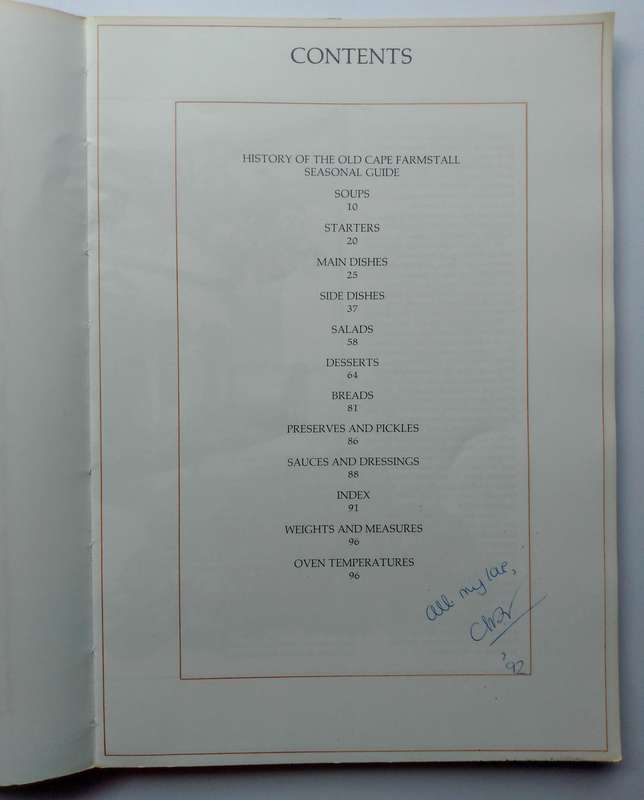 CONTENTS
HISTORY OF THE OLD CAPE FARMSTALL
SEASONAL GUIDE
SOUPS
10
STARTERS
20
MAIN DISHES
25
SIDE DISHES
37
SALADS
58
DESSERTS
64
BREADS
81
PRESERVES AND PICKLES
86
SAUCES AND DRESSINGS
88
INDEX
91
WEIGHTS AND MEASURES
96
OVEN TEMPERATURES
96
All my love,
'92